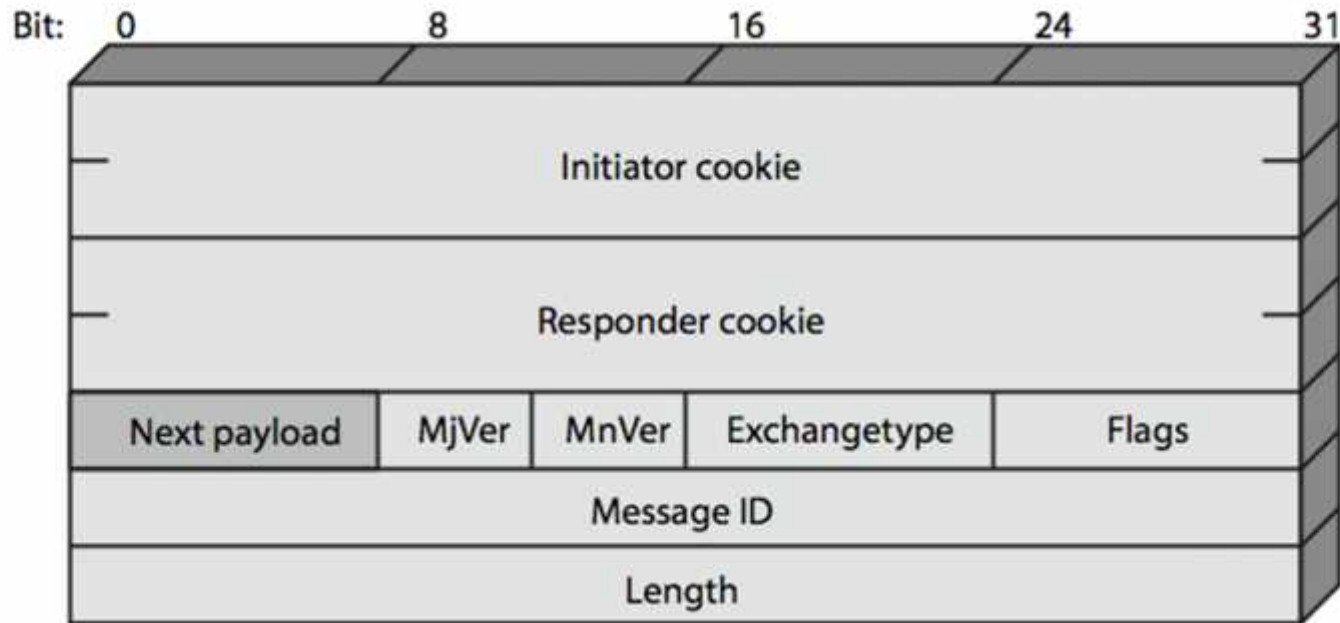 Bit: 0 8 16 24 31
Initiator cookie
Responder cookie
Next payload MjVer MnVer Exchangetype Flags
Message ID
Length